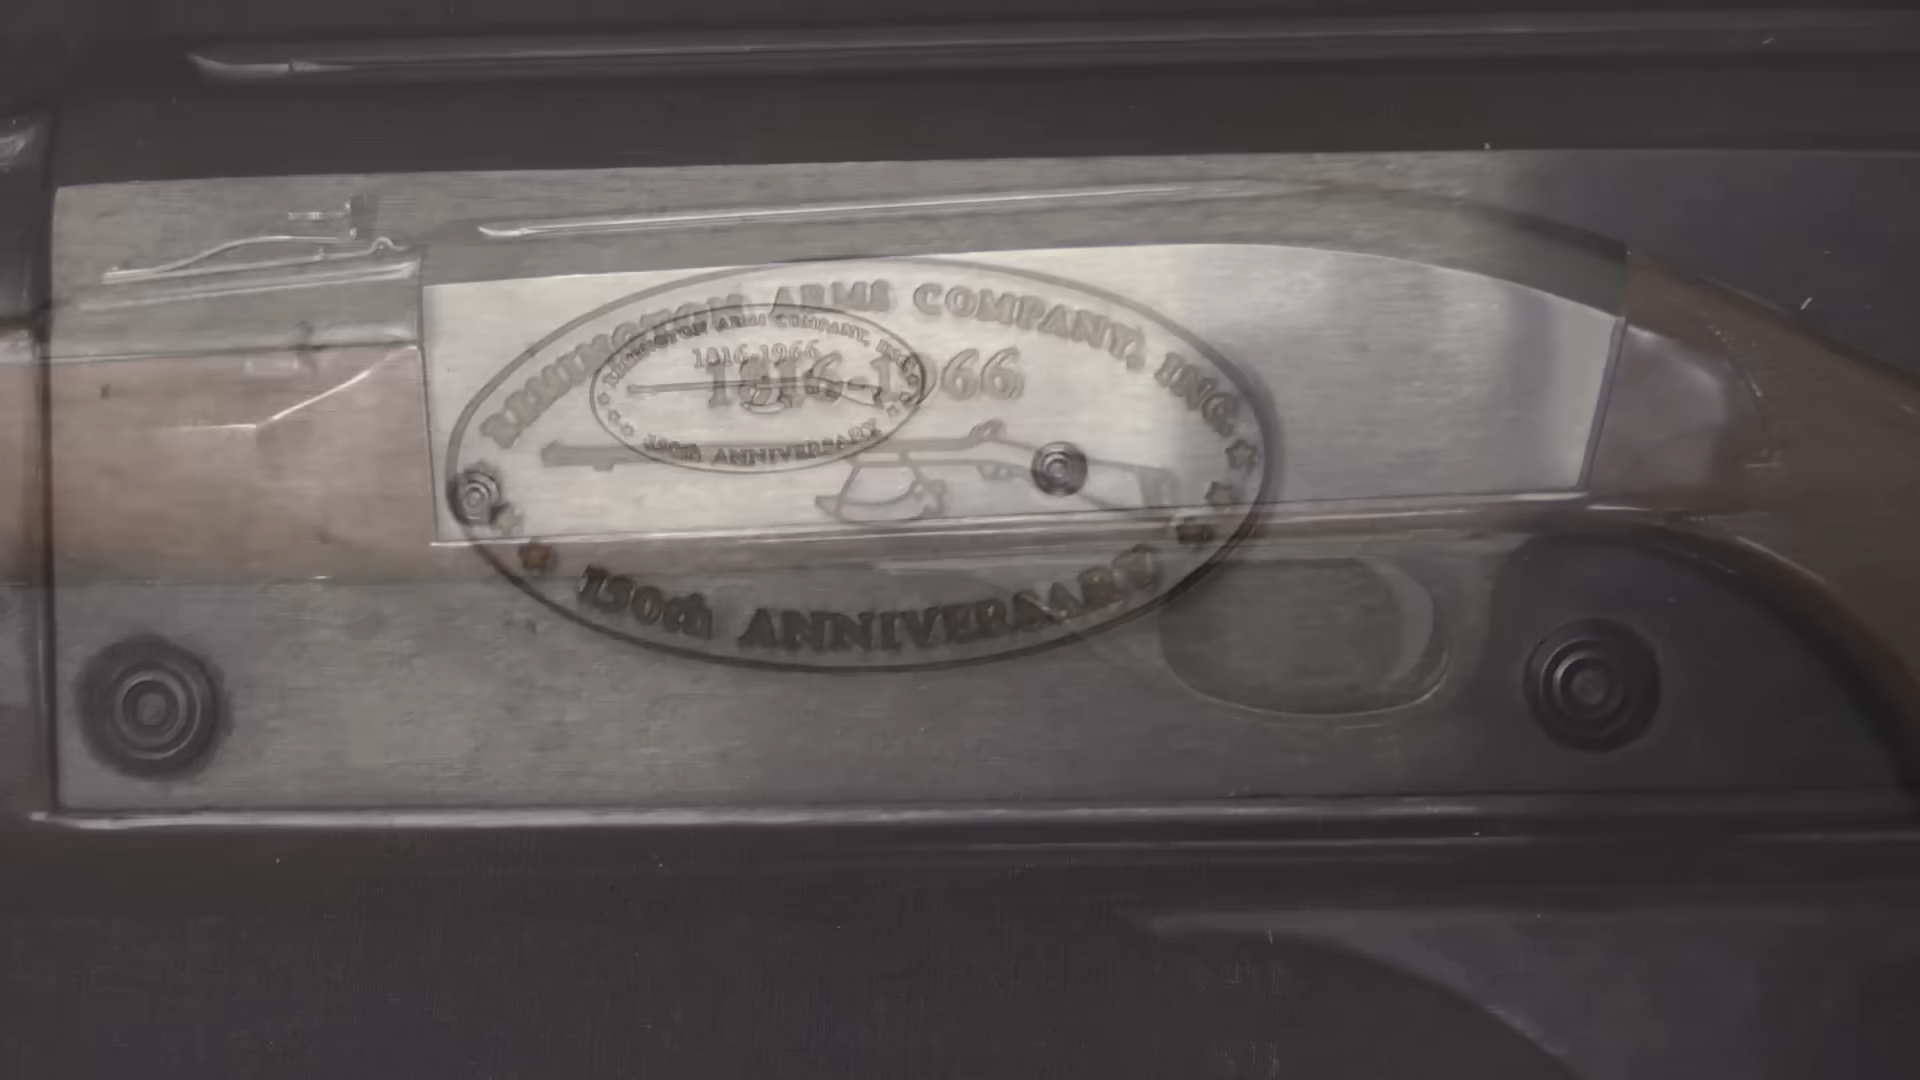 REMINGTON ARMS COMPANY, INC.
1816-1966
150th ANNIVERSARY
REMINGTON ARMS COMPANY, INC.
1816-1966
150th ANNIVERSARY